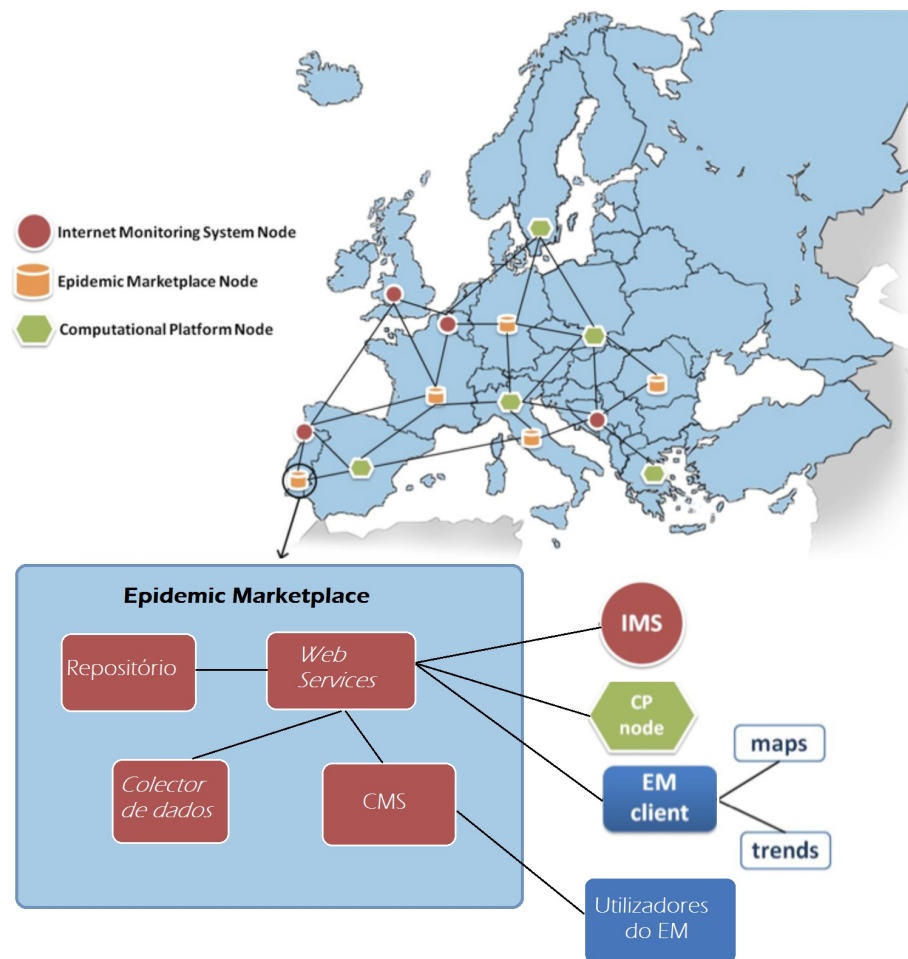 Internet Monitoring System Node
Epidemic Marketplace Node
Computational Platform Node
Epidemic Marketplace
Repositório
Web
Services
Colector
de dados
CMS
IMS
CP
node
EM
client
maps
trends
Utilizadores
do EM